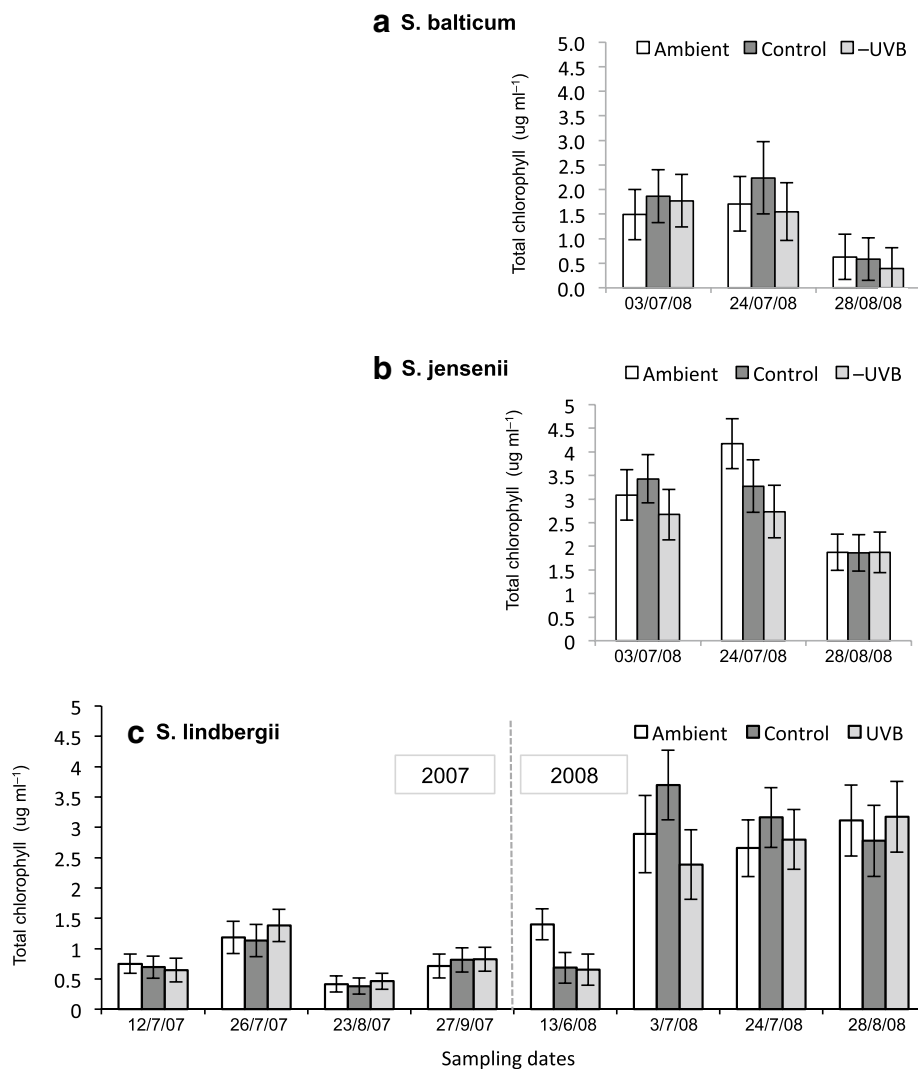 a S. balticum
Ambient Control –UVB
Total chlorophyll (ug ml⁻¹)
5.0
4.5
4.0
3.5
3.0
2.5
2.0
1.5
1.0
0.5
0.0
03/07/08 24/07/08 28/08/08
b S. jensenii
Ambient Control –UVB
Total chlorophyll (ug ml⁻¹)
5
4.5
4
3.5
3
2.5
2
1.5
1
0.5
0
03/07/08 24/07/08 28/08/08
c S. lindbergii
Ambient Control UVB
2007 2008
Total chlorophyll (ug ml⁻¹)
5
4.5
4
3.5
3
2.5
2
1.5
1
0.5
0
12/7/07 26/7/07 23/8/07 27/9/07 13/6/08 3/7/08 24/7/08 28/8/08
Sampling dates